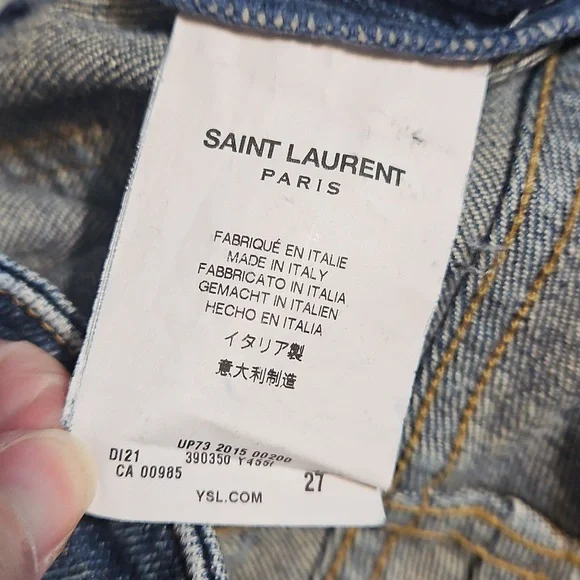 SAINT LAURENT
PARIS
FABRIQUÉ EN ITALIE
MADE IN ITALY
FABBRICATO IN ITALIA
GEMACHT IN ITALIEN
HECHO EN ITALIA
イタリア製
意大利制造
UP73 2015 00200
DI21 390350
CA 00985 27
YSL.COM